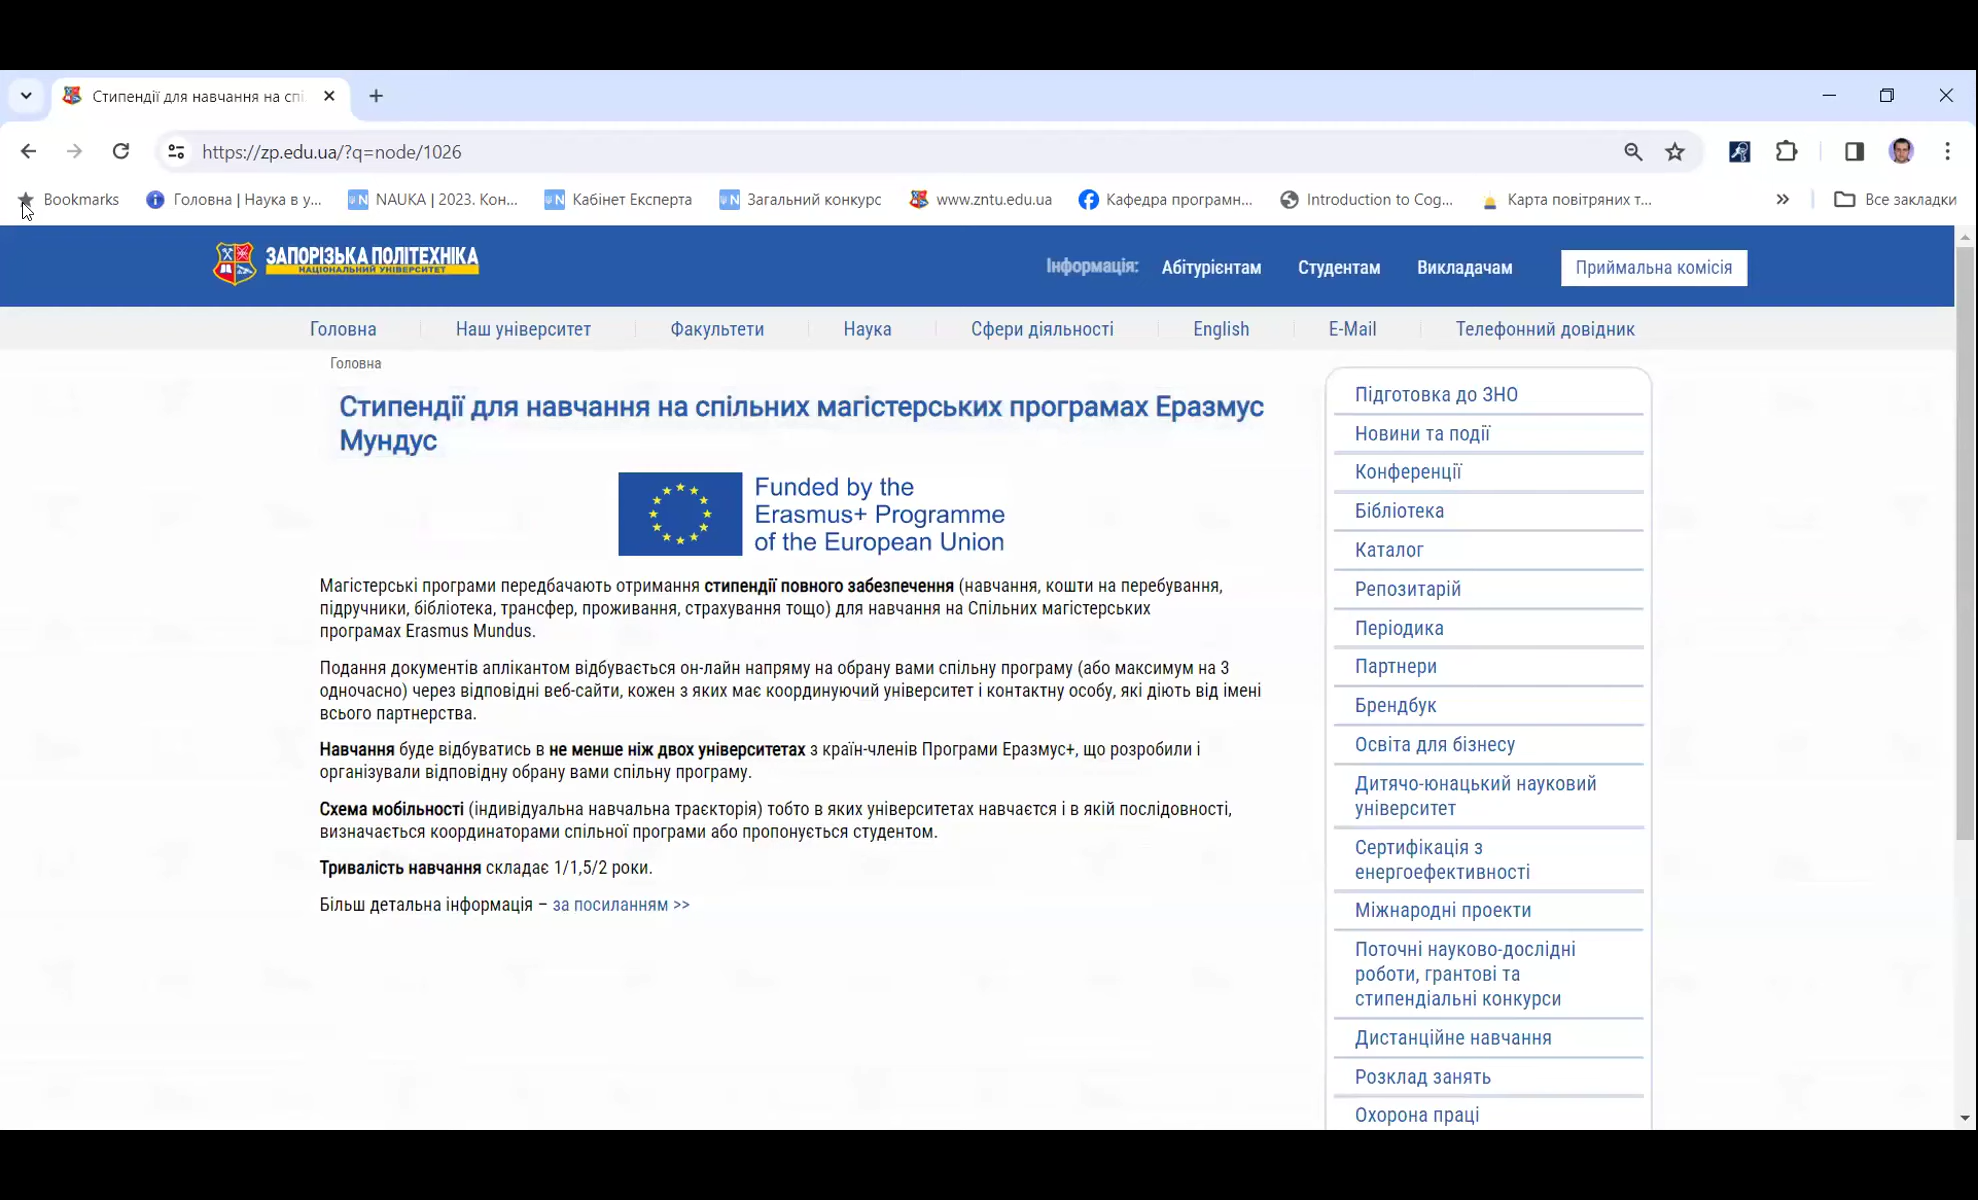 Стипендії для навчання на спі
https://zp.edu.ua/?q=node/1026
Bookmarks
Головна | Наука в у...
NAUKA | 2023. Кон...
Кабінет Експерта
Загальний конкурс
www.zntu.edu.ua
Кафедра програмн...
Introduction to Cog...
Карта повітряних т...
»
Все закладки
ЗАПОРІЗЬКА ПОЛІТЕХНІКА
НАЦІОНАЛЬНИЙ УНІВЕРСИТЕТ
Інформація:
Абітурієнтам
Студентам
Викладачам
Приймальна комісія
Головна
Наш університет
Факультети
Наука
Сфери діяльності
English
E-Mail
Телефонний довідник
Головна
Стипендії для навчання на спільних магістерських програмах Еразмус
Мундус
Funded by the
Erasmus+ Programme
of the European Union
Магістерські програми передбачають отримання стипендії повного забезпечення (навчання, кошти на перебування,
підручники, бібліотека, трансфер, проживання, страхування тощо) для навчання на Спільних магістерських
програмах Erasmus Mundus.
Подання документів аплікантом відбувається он-лайн напряму на обрану вами спільну програму (або максимум на 3
одночасно) через відповідні веб-сайти, кожен з яких має координуючий університет і контактну особу, які діють від імені
всього партнерства.
Навчання буде відбуватись в не менше ніж двох університетах з країн-членів Програми Еразмус+, що розробили і
організували відповідну обрану вами спільну програму.
Схема мобільності (індивідуальна навчальна траєкторія) тобто в яких університетах навчаєтся і в якій послідовності,
визначається координаторами спільної програми або пропонується студентом.
Тривалість навчання складає 1/1,5/2 роки.
Більш детальна інформація – за посиланням >>
Підготовка до ЗНО
Новини та події
Конференції
Бібліотека
Каталог
Репозитарій
Періодика
Партнери
Брендбук
Освіта для бізнесу
Дитячо-юнацький науковий
університет
Сертифікація з
енергоефективності
Міжнародні проекти
Поточні науково-дослідні
роботи, грантові та
стипендіальні конкурси
Дистанційне навчання
Розклад занять
Охорона праці